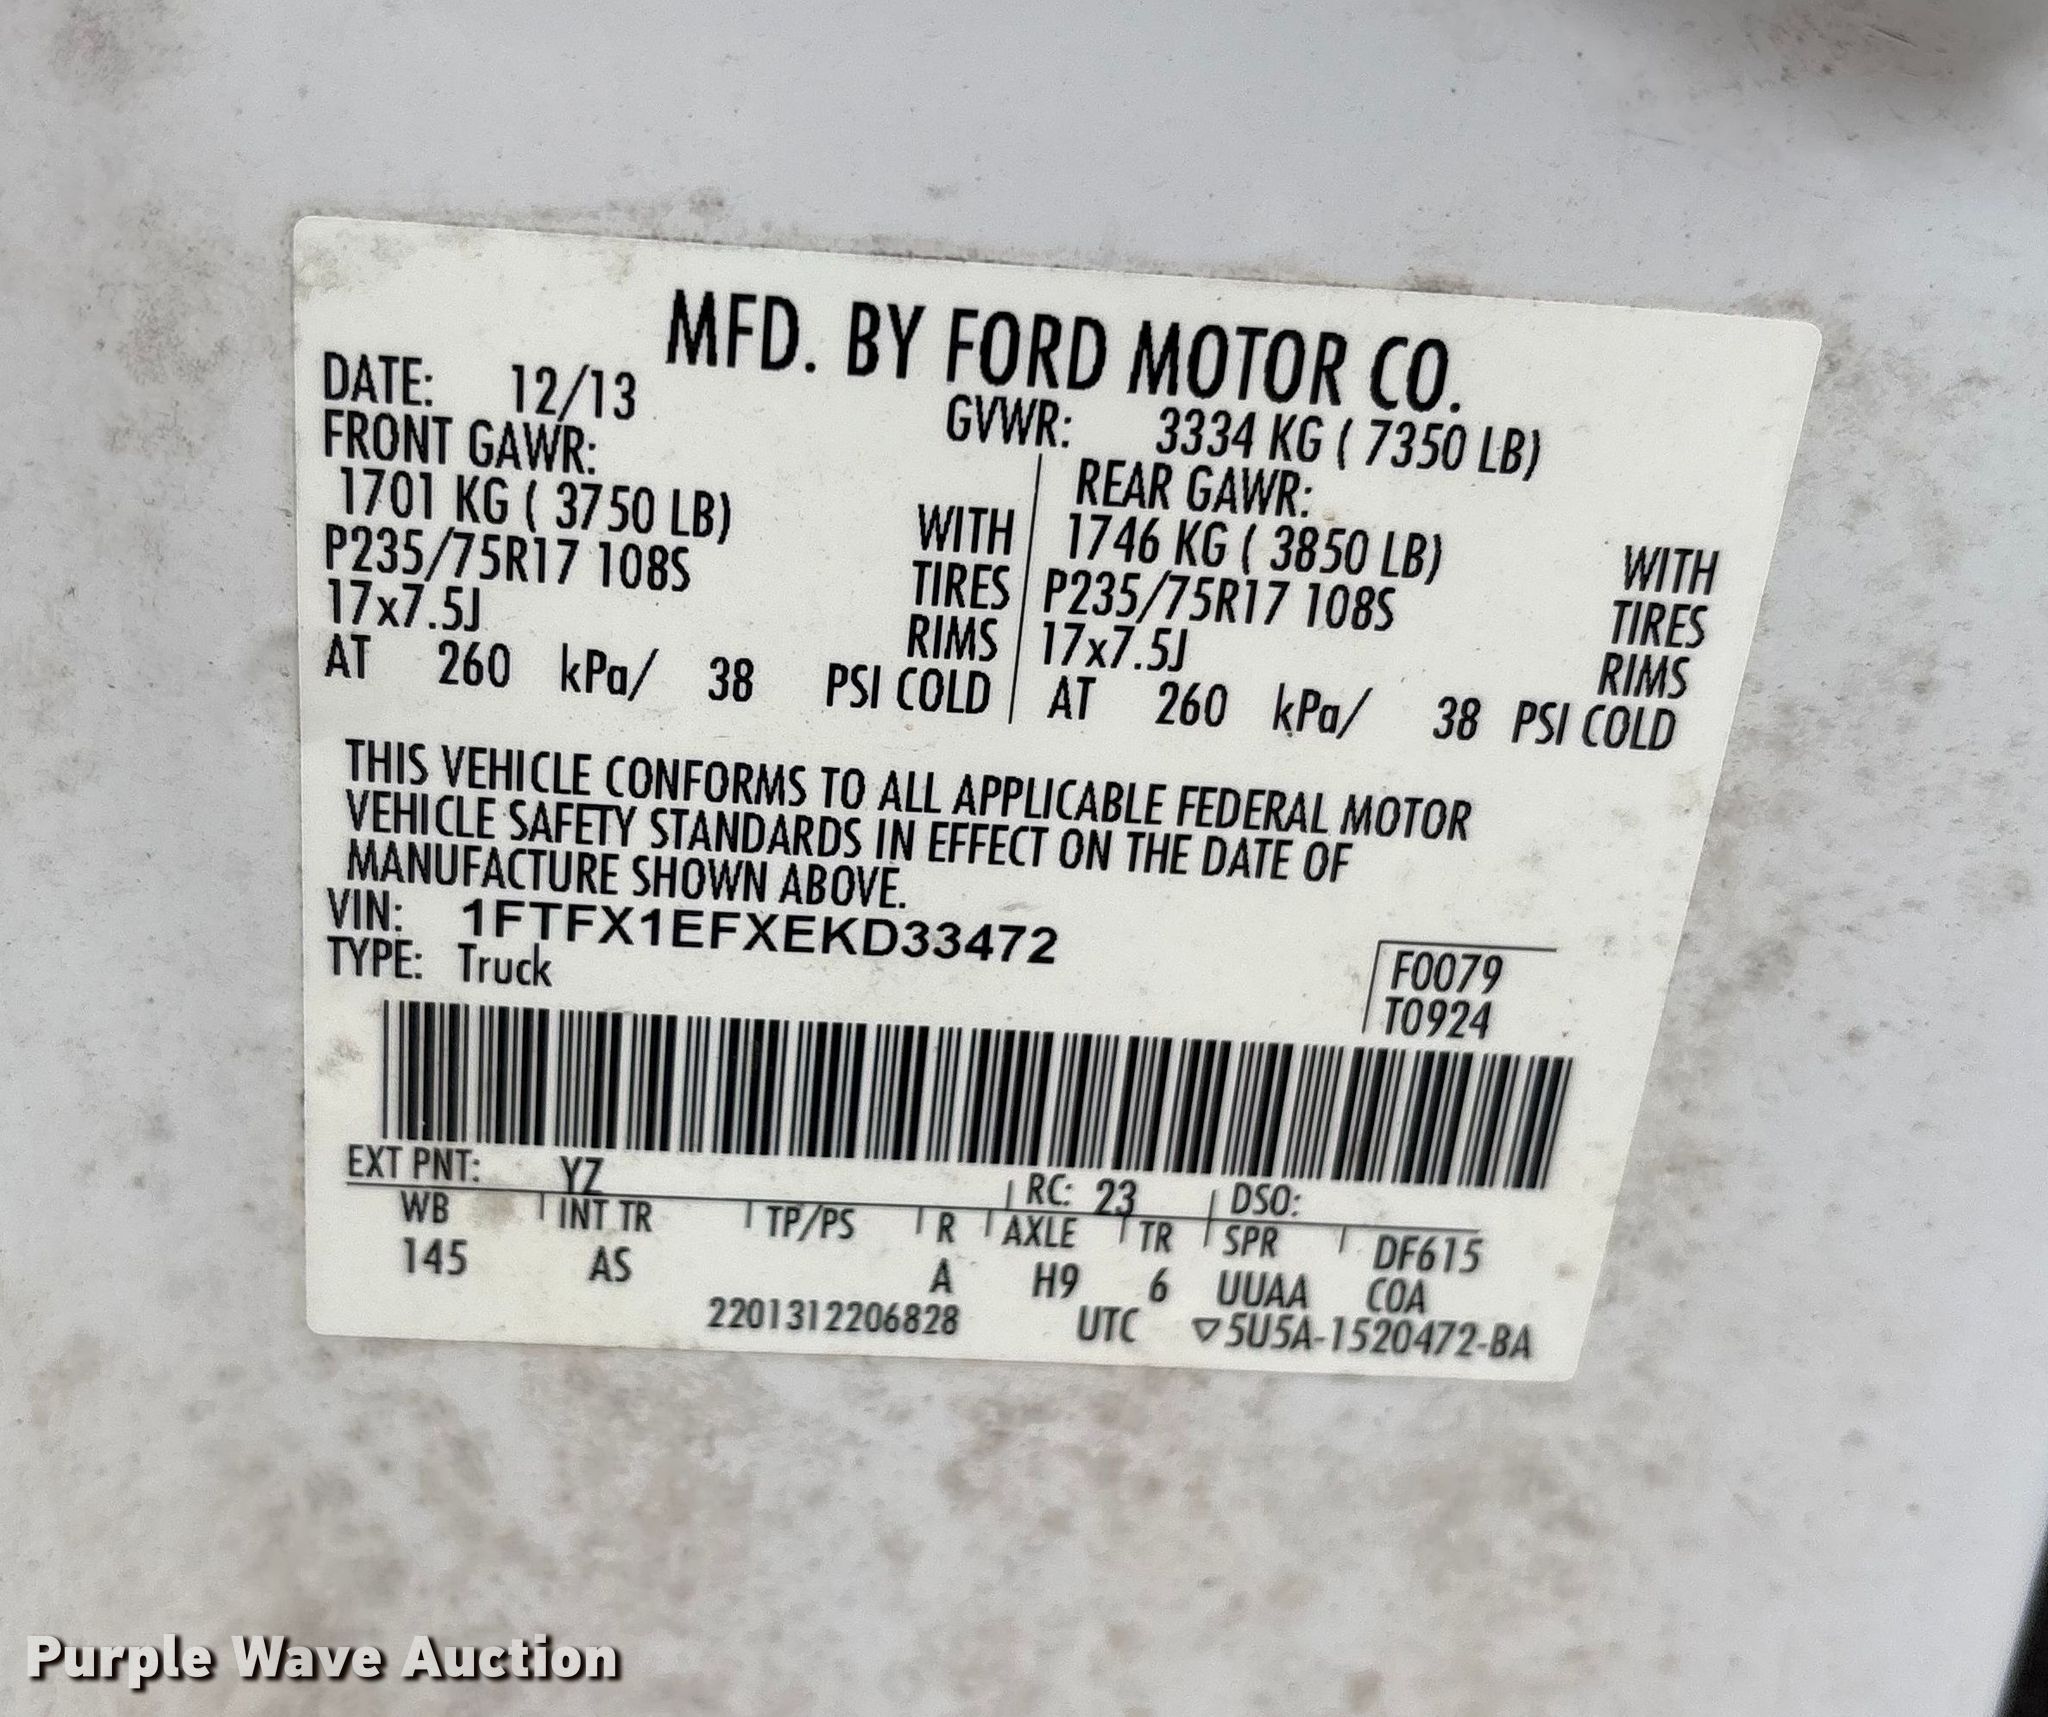 MFD. BY FORD MOTOR CO.
DATE: 12/13 GVWR: 3334 KG ( 7350 LB)
FRONT GAWR: REAR GAWR:
1701 KG ( 3750 LB) WITH 1746 KG ( 3850 LB) WITH
P235/75R17 108S TIRES P235/75R17 108S TIRES
17x7.5J RIMS 17x7.5J RIMS
AT 260 kPa/ 38 PSI COLD AT 260 kPa/ 38 PSI COLD
THIS VEHICLE CONFORMS TO ALL APPLICABLE FEDERAL MOTOR
VEHICLE SAFETY STANDARDS IN EFFECT ON THE DATE OF
MANUFACTURE SHOWN ABOVE.
VIN: 1FTFX1EFXEKD33472
TYPE: Truck
F0079
T0924
EXT PNT: YZ RC: 23 DSO:
WB INT TR TP/PS R AXLE TR SPR DF615
145 AS A H9 6 UUAA COA
2201312206828 UTC ▽5U5A-1520472-BA
Purple Wave Auction